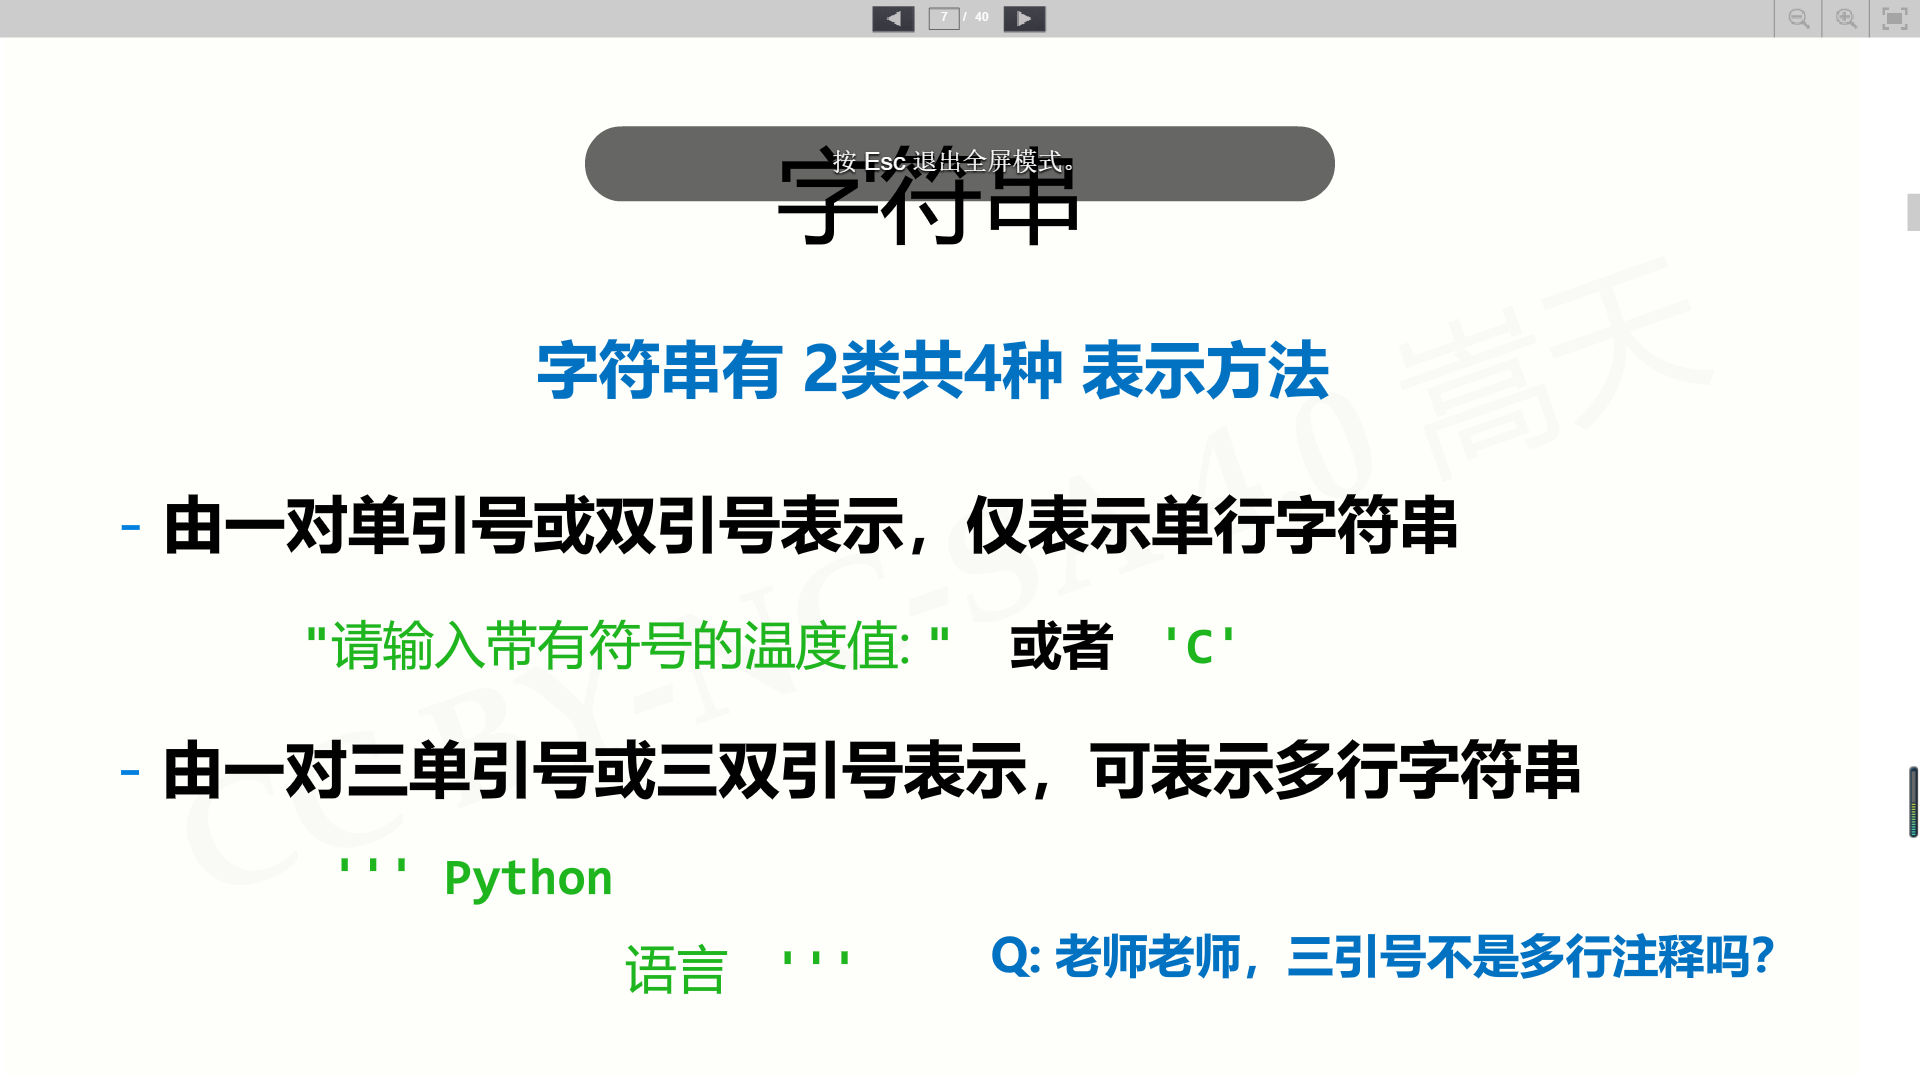 7 / 40
按 Esc 退出全屏模式。
字符串
字符串有 2类共4种 表示方法
- 由一对单引号或双引号表示，仅表示单行字符串
"请输入带有符号的温度值: " 或者 'C'
- 由一对三单引号或三双引号表示，可表示多行字符串
''' Python
语言 '''
Q: 老师老师，三引号不是多行注释吗？
CC BY-NC-SA 4.0 嵩天